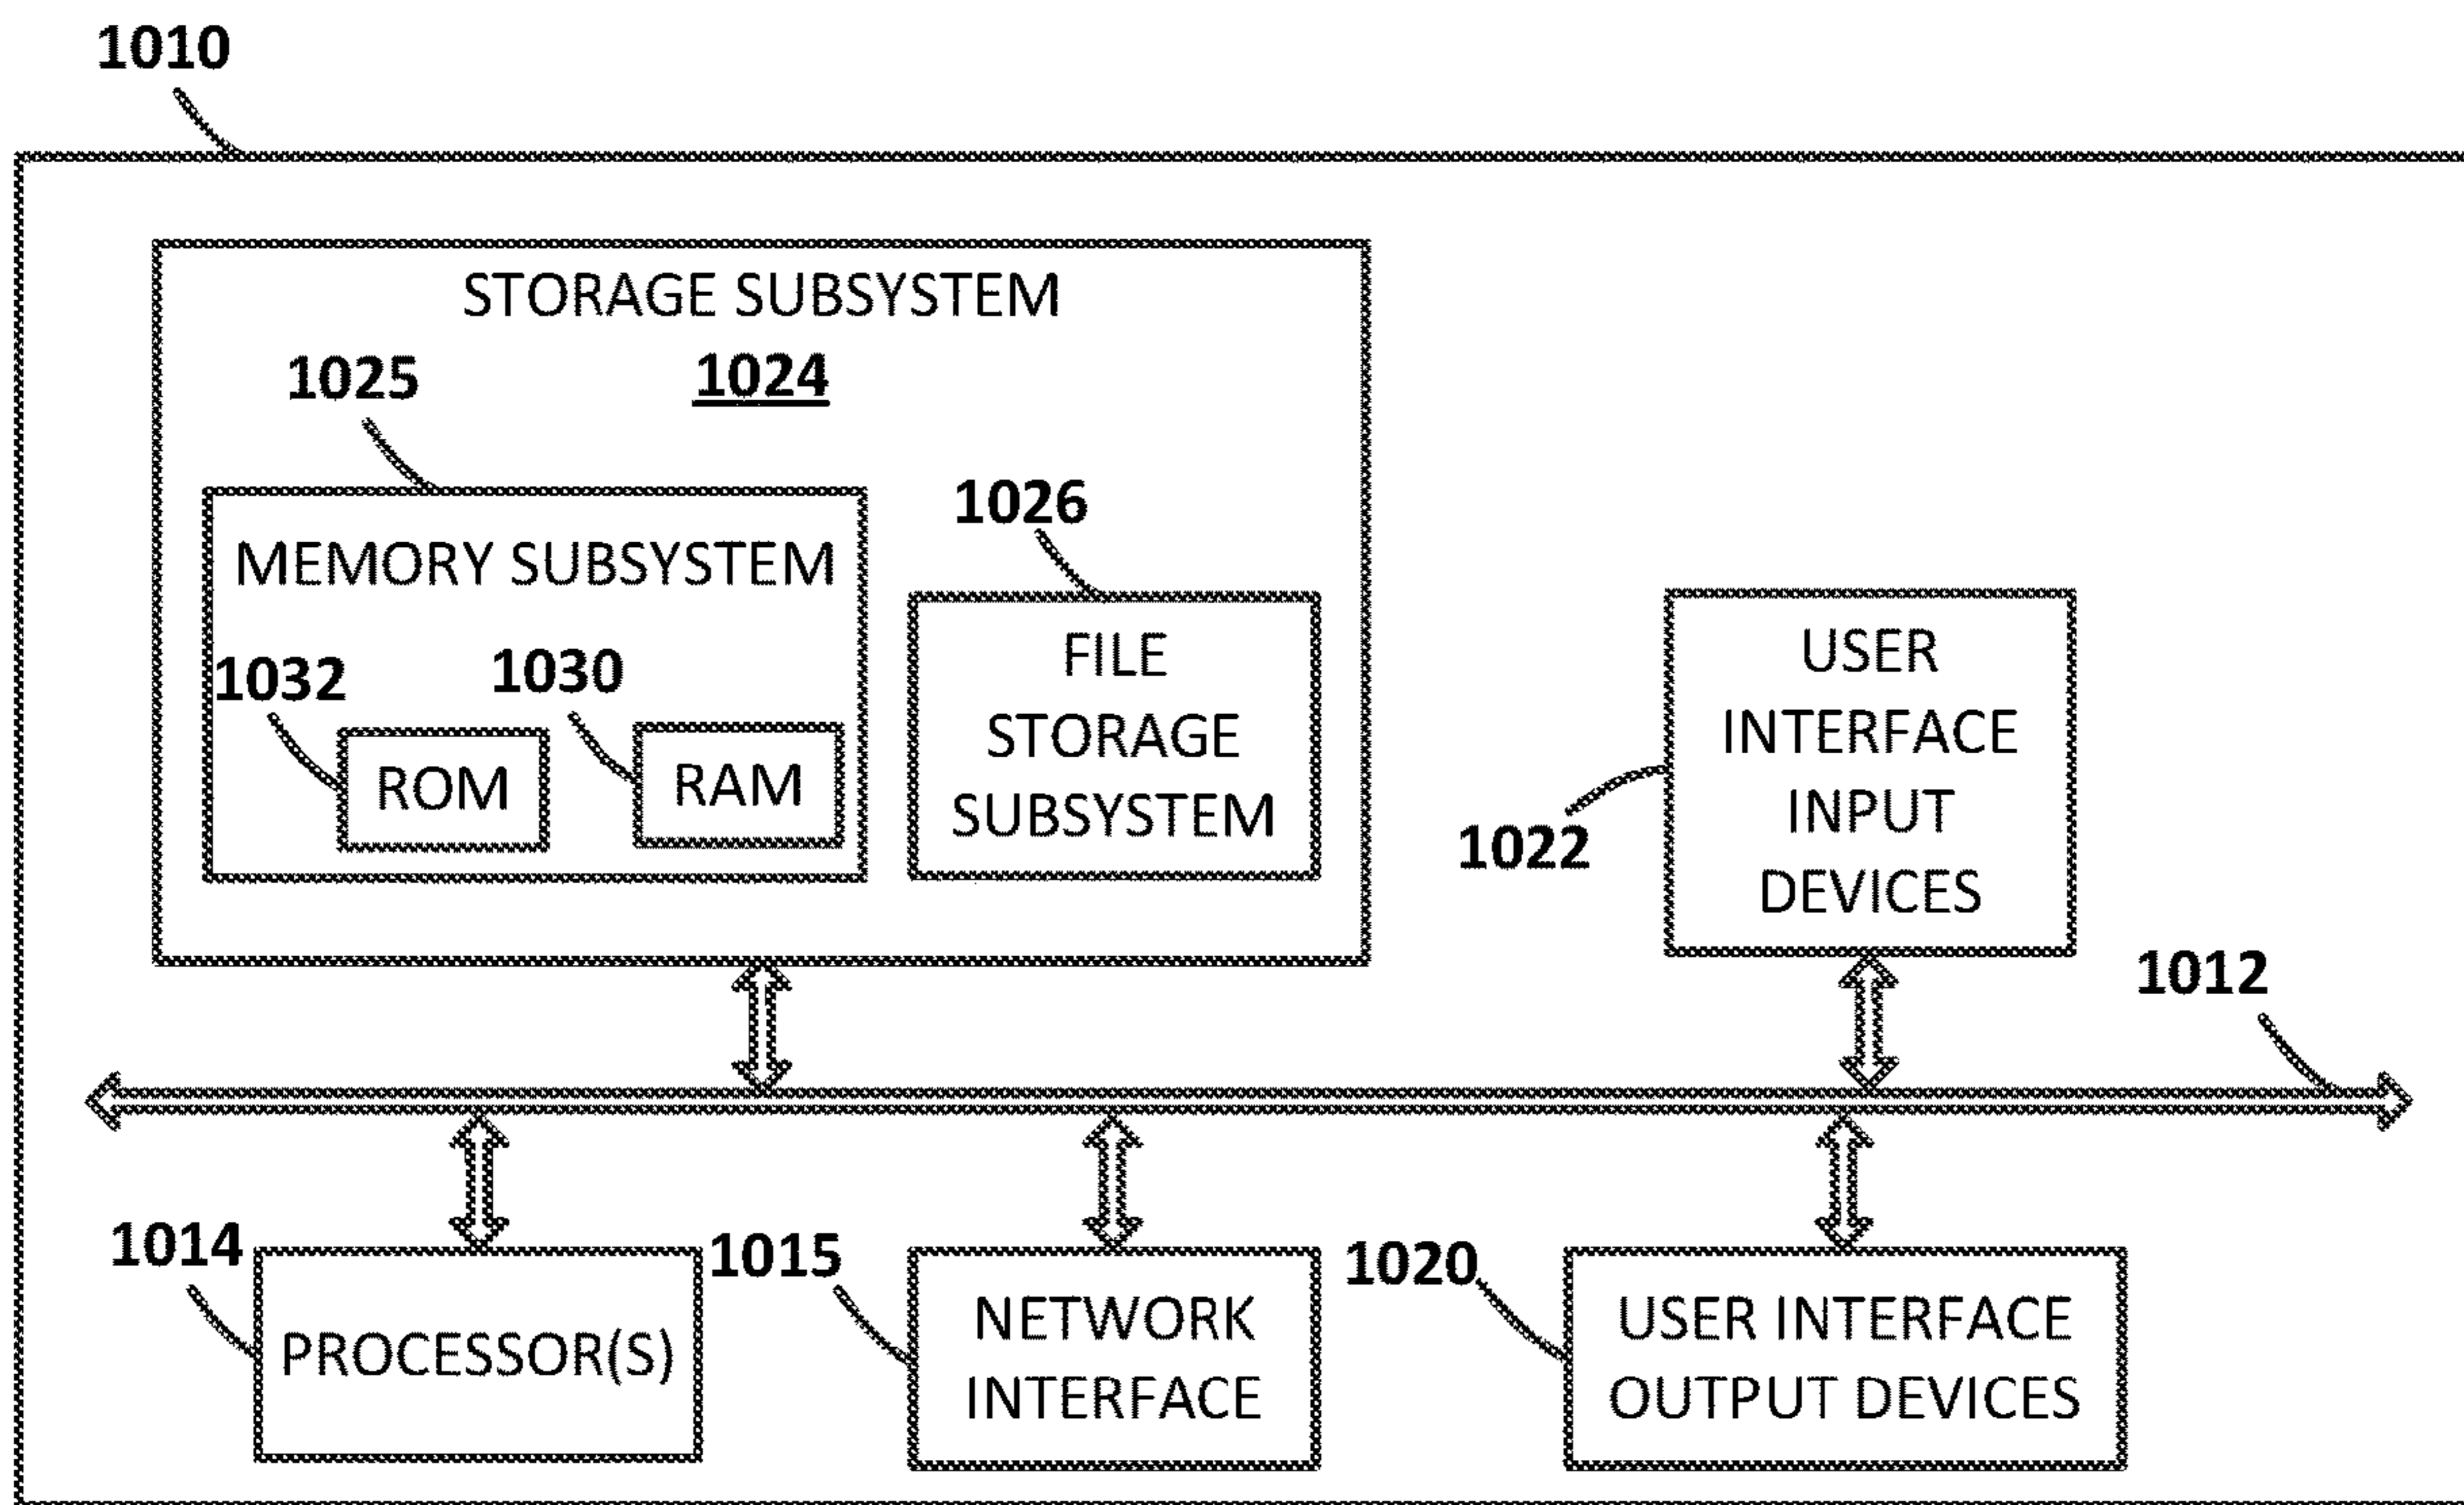 1010
STORAGE SUBSYSTEM
1024
1025
MEMORY SUBSYSTEM
1032
ROM
1030
RAM
1026
FILE
STORAGE
SUBSYSTEM
USER
INTERFACE
INPUT
DEVICES
1022
1012
1014
PROCESSOR(S)
1015
NETWORK
INTERFACE
1020
USER INTERFACE
OUTPUT DEVICES